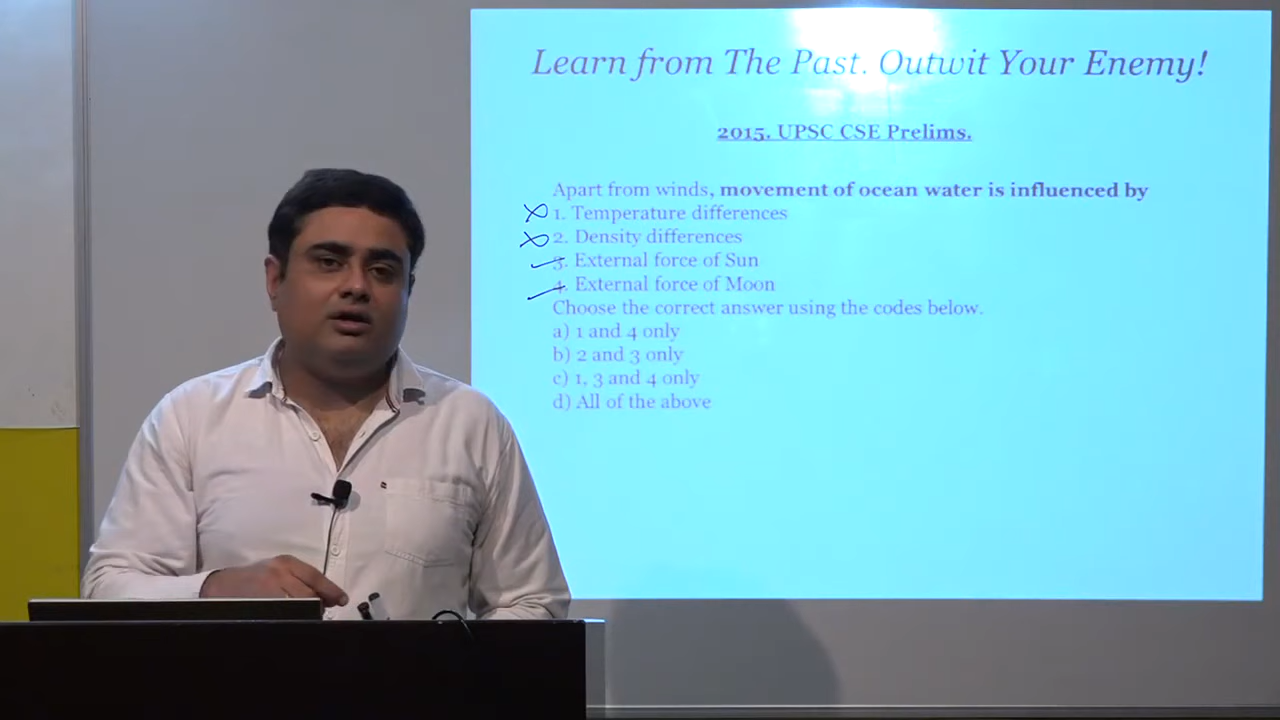 Learn from The Past. Outwit Your Enemy!
2015. UPSC CSE Prelims.
Apart from winds, movement of ocean water is influenced by
1. Temperature differences
2. Density differences
3. External force of Sun
4. External force of Moon
Choose the correct answer using the codes below.
a) 1 and 4 only
b) 2 and 3 only
c) 1, 3 and 4 only
d) All of the above